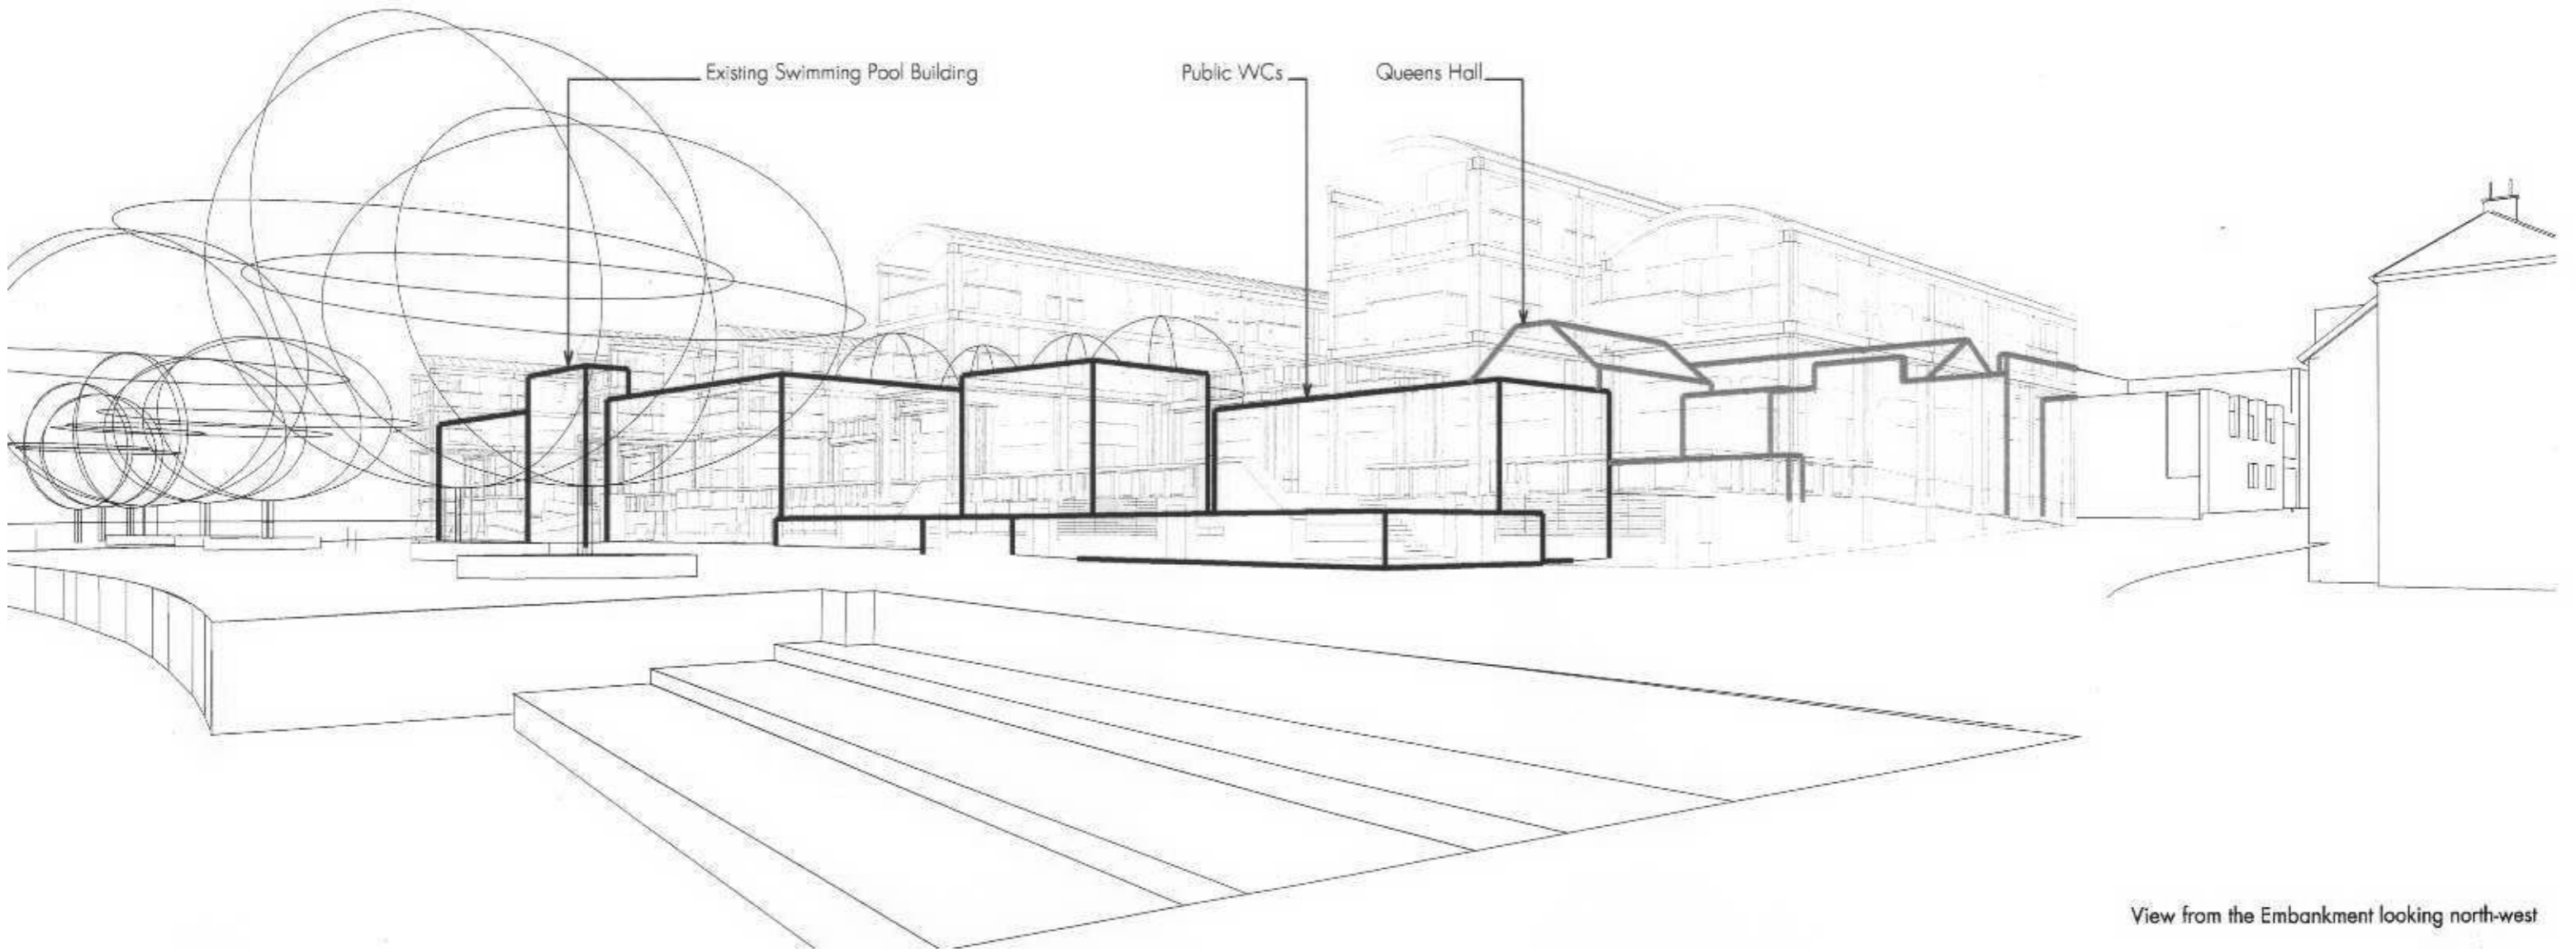 Existing Swimming Pool Building
Public WCs
Queens Hall
View from the Embankment looking north-west